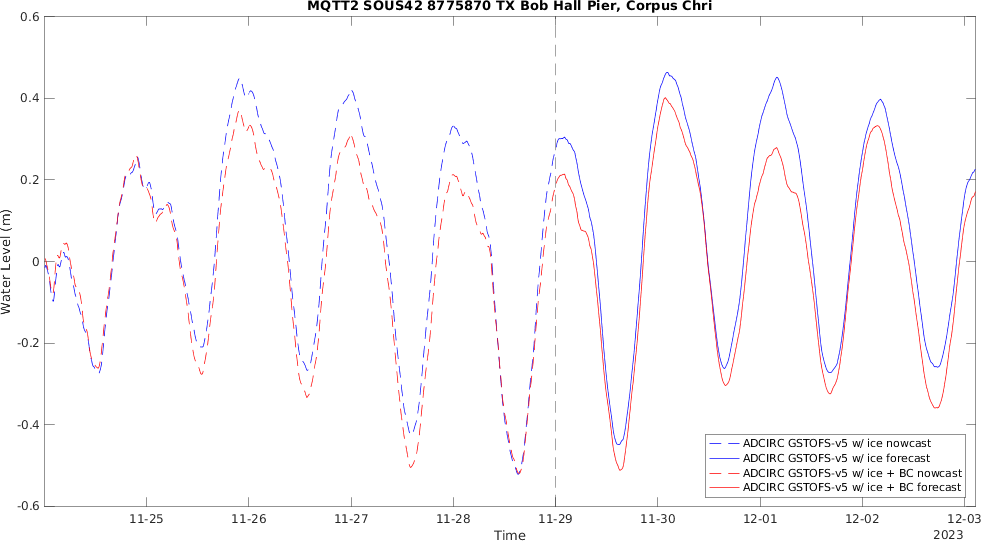 MQTT2 SOUS42 8775870 TX Bob Hall Pier, Corpus Chri
Water Level (m)
0.6
0.4
0.2
0
-0.2
-0.4
-0.6
ADCIRC GSTOFS-v5 w/ ice nowcast
ADCIRC GSTOFS-v5 w/ ice forecast
ADCIRC GSTOFS-v5 w/ ice + BC nowcast
ADCIRC GSTOFS-v5 w/ ice + BC forecast
11-25 11-26 11-27 11-28 11-29 11-30 12-01 12-02 12-03
Time
2023